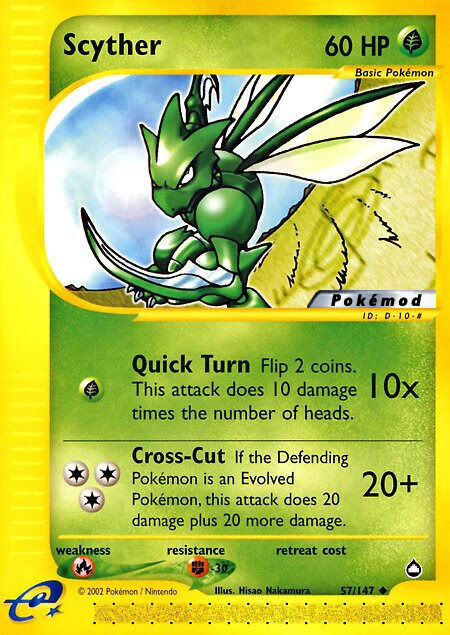 Scyther 60 HP
Basic Pokémon
Pokémod
ID: D-10-#
Quick Turn Flip 2 coins.
This attack does 10 damage 10x
times the number of heads.
Cross-Cut If the Defending
Pokémon is an Evolved
Pokémon, this attack does 20 20+
damage plus 20 more damage.
weakness resistance retreat cost
-30
©2002 Pokémon / Nintendo Illus. Hisao Nakamura 57/147
e